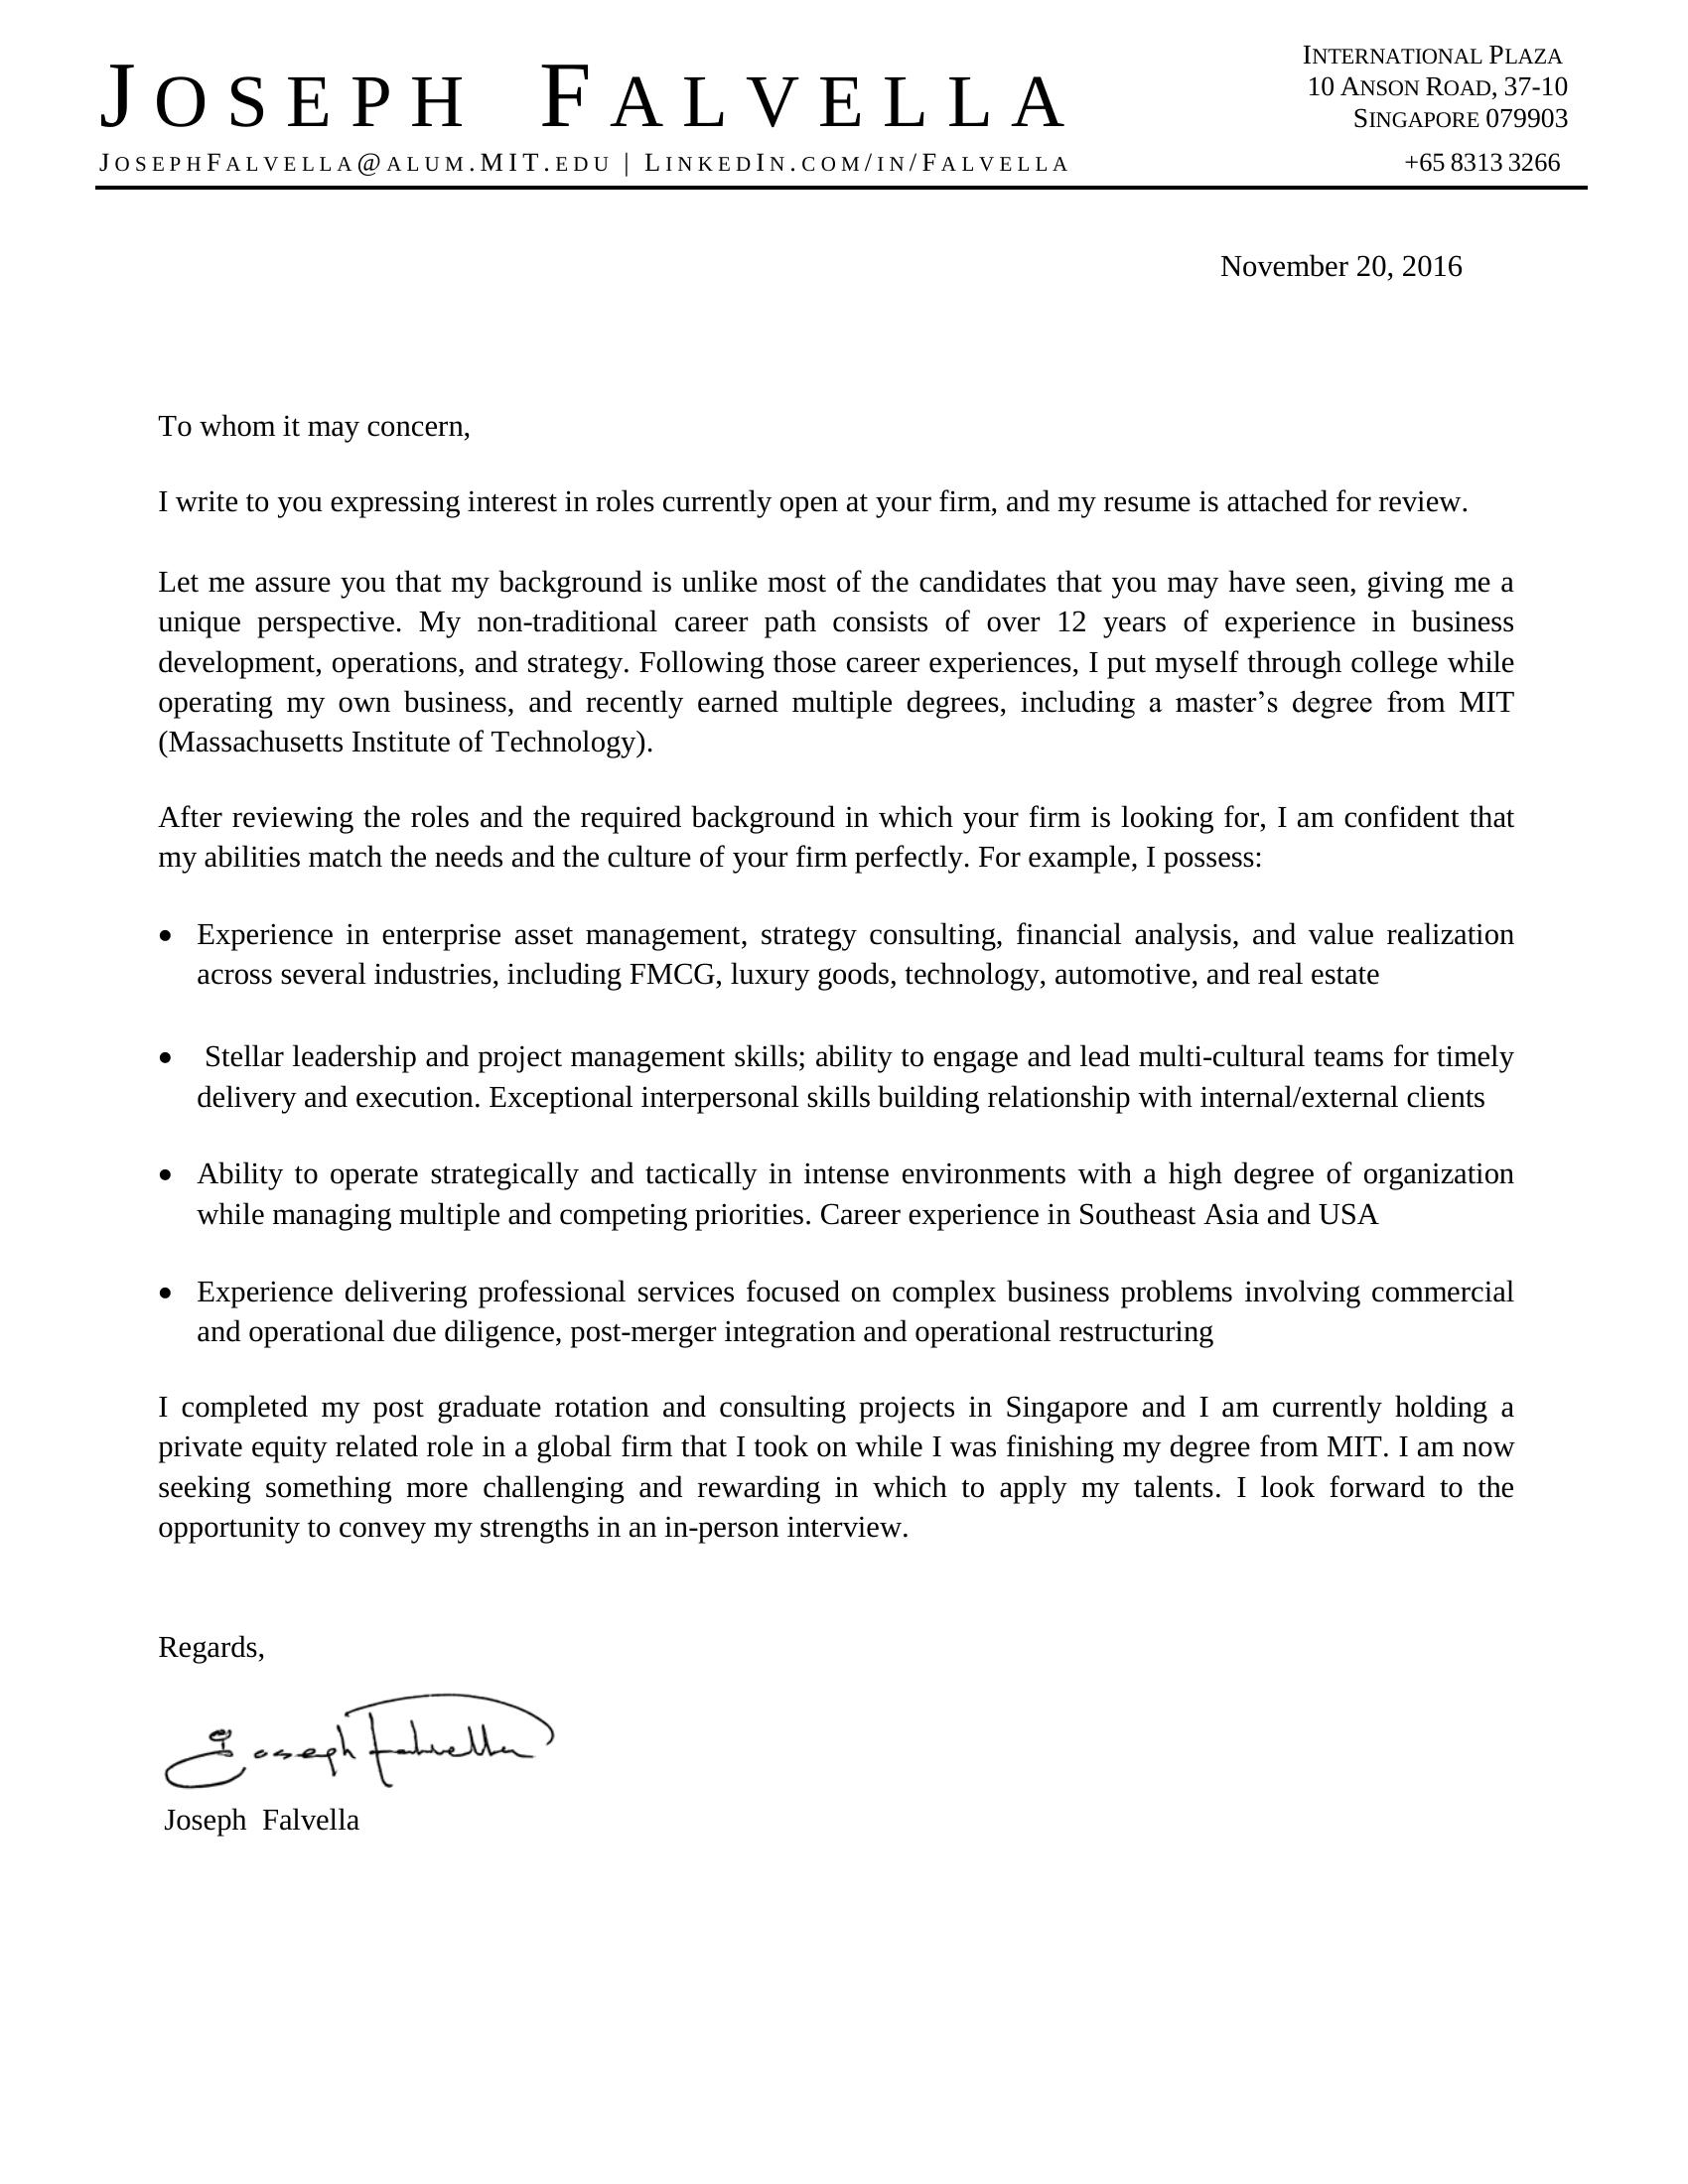 JOSEPH FALVELLA
JOSEPHFALVELLA@ALUM.MIT.EDU | LINKEDIN.COM/IN/FALVELLA
INTERNATIONAL PLAZA
10 ANSON ROAD, 37-10
SINGAPORE 079903
+65 8313 3266
November 20, 2016
To whom it may concern,
I write to you expressing interest in roles currently open at your firm, and my resume is attached for review.
Let me assure you that my background is unlike most of the candidates that you may have seen, giving me a
unique perspective. My non-traditional career path consists of over 12 years of experience in business
development, operations, and strategy. Following those career experiences, I put myself through college while
operating my own business, and recently earned multiple degrees, including a master’s degree from MIT
(Massachusetts Institute of Technology).
After reviewing the roles and the required background in which your firm is looking for, I am confident that
my abilities match the needs and the culture of your firm perfectly. For example, I possess:
• Experience in enterprise asset management, strategy consulting, financial analysis, and value realization
across several industries, including FMCG, luxury goods, technology, automotive, and real estate
• Stellar leadership and project management skills; ability to engage and lead multi-cultural teams for timely
delivery and execution. Exceptional interpersonal skills building relationship with internal/external clients
• Ability to operate strategically and tactically in intense environments with a high degree of organization
while managing multiple and competing priorities. Career experience in Southeast Asia and USA
• Experience delivering professional services focused on complex business problems involving commercial
and operational due diligence, post-merger integration and operational restructuring
I completed my post graduate rotation and consulting projects in Singapore and I am currently holding a
private equity related role in a global firm that I took on while I was finishing my degree from MIT. I am now
seeking something more challenging and rewarding in which to apply my talents. I look forward to the
opportunity to convey my strengths in an in-person interview.
Regards,
Joseph Falvella
Joseph Falvella